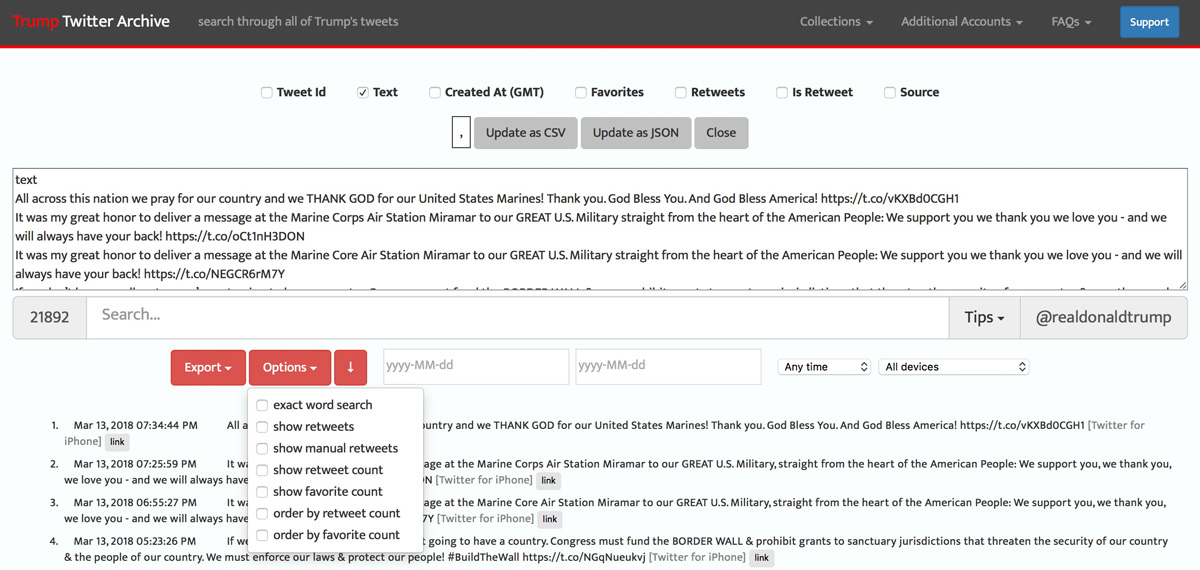 Trump Twitter Archive search through all of Trump's tweets Collections Additional Accounts FAQs Support
Tweet Id Text Created At (GMT) Favorites Retweets Is Retweet Source
, Update as CSV Update as JSON Close
text
All across this nation we pray for our country and we THANK GOD for our United States Marines! Thank you. God Bless You. And God Bless America! https://t.co/vKXBd0CGH1
It was my great honor to deliver a message at the Marine Corps Air Station Miramar to our GREAT U.S. Military straight from the heart of the American People: We support you we thank you we love you - and we
will always have your back! https://t.co/oCt1nH3DON
It was my great honor to deliver a message at the Marine Core Air Station Miramar to our GREAT U.S. Military straight from the heart of the American People: We support you we thank you we love you - and we will
always have your back! https://t.co/NEGCR6rM7Y
21892 Search... Tips @realdonaldtrump
Export Options ↓ yyyy-MM-dd yyyy-MM-dd Any time All devices
exact word search
show retweets
show manual retweets
show retweet count
show favorite count
order by retweet count
order by favorite count
1. Mar 13, 2018 07:34:44 PM All a ountry and we THANK GOD for our United States Marines! Thank you. God Bless You. And God Bless America! https://t.co/vKXBd0CGH1 [Twitter for
iPhone] link
2. Mar 13, 2018 07:25:59 PM It wa age at the Marine Corps Air Station Miramar to our GREAT U.S. Military, straight from the heart of the American People: We support you, we thank you,
we love you - and we will always have ON [Twitter for iPhone] link
3. Mar 13, 2018 06:55:27 PM It wa age at the Marine Core Air Station Miramar to our GREAT U.S. Military, straight from the heart of the American People: We support you, we thank you,
we love you - and we will always have 7Y [Twitter for iPhone] link
4. Mar 13, 2018 05:23:26 PM If we t going to have a country. Congress must fund the BORDER WALL & prohibit grants to sanctuary jurisdictions that threaten the security of our country
& the people of our country. We must enforce our laws & protect our people! #BuildTheWall https://t.co/NGqNueukvj [Twitter for iPhone] link